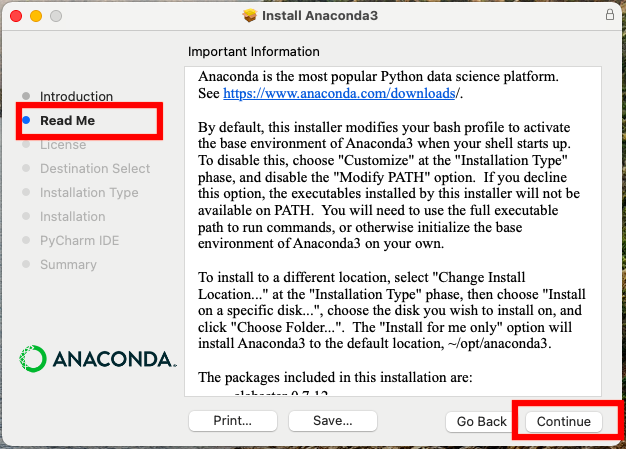 Install Anaconda3
Important Information
Introduction
Read Me
License
Destination Select
Installation Type
Installation
PyCharm IDE
Summary
ANACONDA.
Anaconda is the most popular Python data science platform.
See https://www.anaconda.com/downloads/.
By default, this installer modifies your bash profile to activate
the base environment of Anaconda3 when your shell starts up.
To disable this, choose "Customize" at the "Installation Type"
phase, and disable the "Modify PATH" option.  If you decline
this option, the executables installed by this installer will not be
available on PATH.  You will need to use the full executable
path to run commands, or otherwise initialize the base
environment of Anaconda3 on your own.
To install to a different location, select "Change Install
Location..." at the "Installation Type" phase, then choose "Install
on a specific disk...", choose the disk you wish to install on, and
click "Choose Folder...".  The "Install for me only" option will
install Anaconda3 to the default location, ~/opt/anaconda3.
The packages included in this installation are:
Print...
Save...
Go Back
Continue